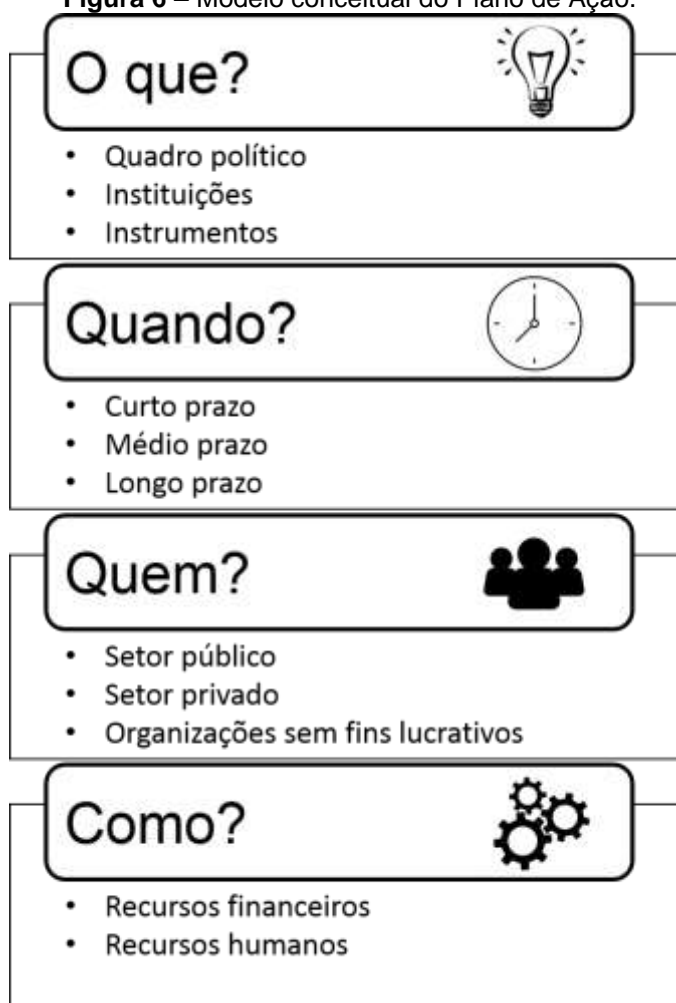 Figura 6 – Modelo conceitual do Plano de Ação.
O que?
• Quadro político
• Instituições
• Instrumentos
Quando?
• Curto prazo
• Médio prazo
• Longo prazo
Quem?
• Setor público
• Setor privado
• Organizações sem fins lucrativos
Como?
• Recursos financeiros
• Recursos humanos